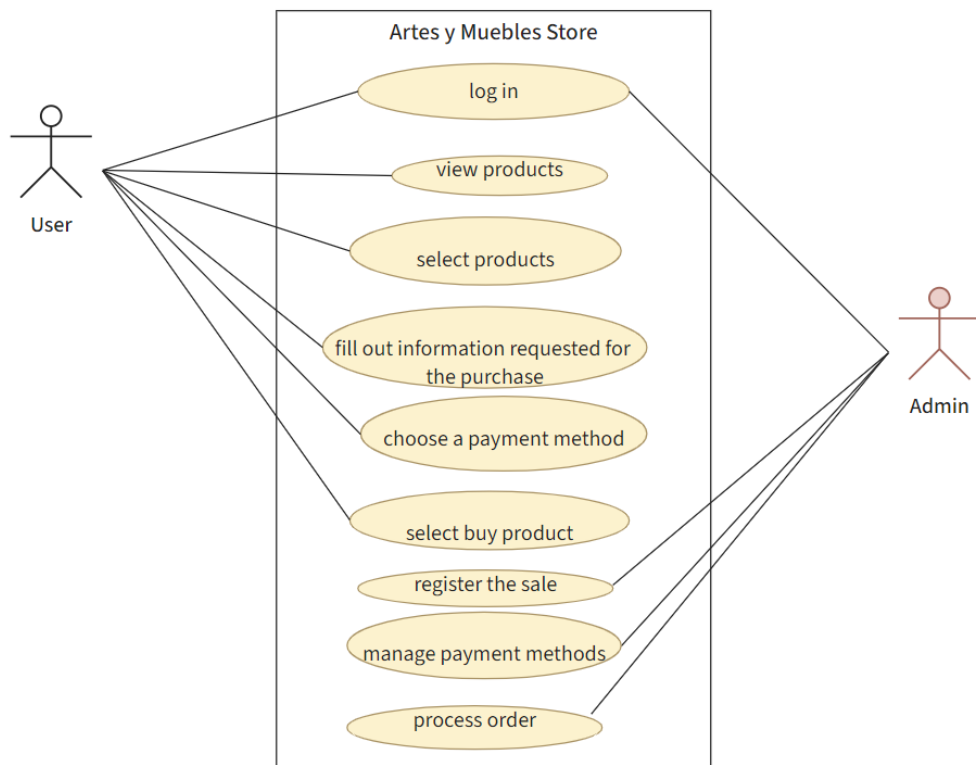 Artes y Muebles Store
log in
view products
User
select products
fill out information requested for
the purchase
Admin
choose a payment method
select buy product
register the sale
manage payment methods
process order